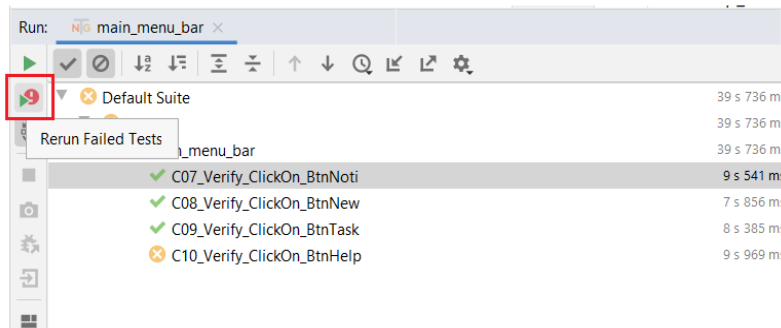 Run: NG main_menu_bar
Default Suite 39 s 736 m
39 s 736 m
Rerun Failed Tests
_menu_bar 39 s 736 m
C07_Verify_ClickOn_BtnNoti 9 s 541 m
C08_Verify_ClickOn_BtnNew 7 s 856 m
C09_Verify_ClickOn_BtnTask 8 s 385 m
C10_Verify_ClickOn_BtnHelp 9 s 969 m